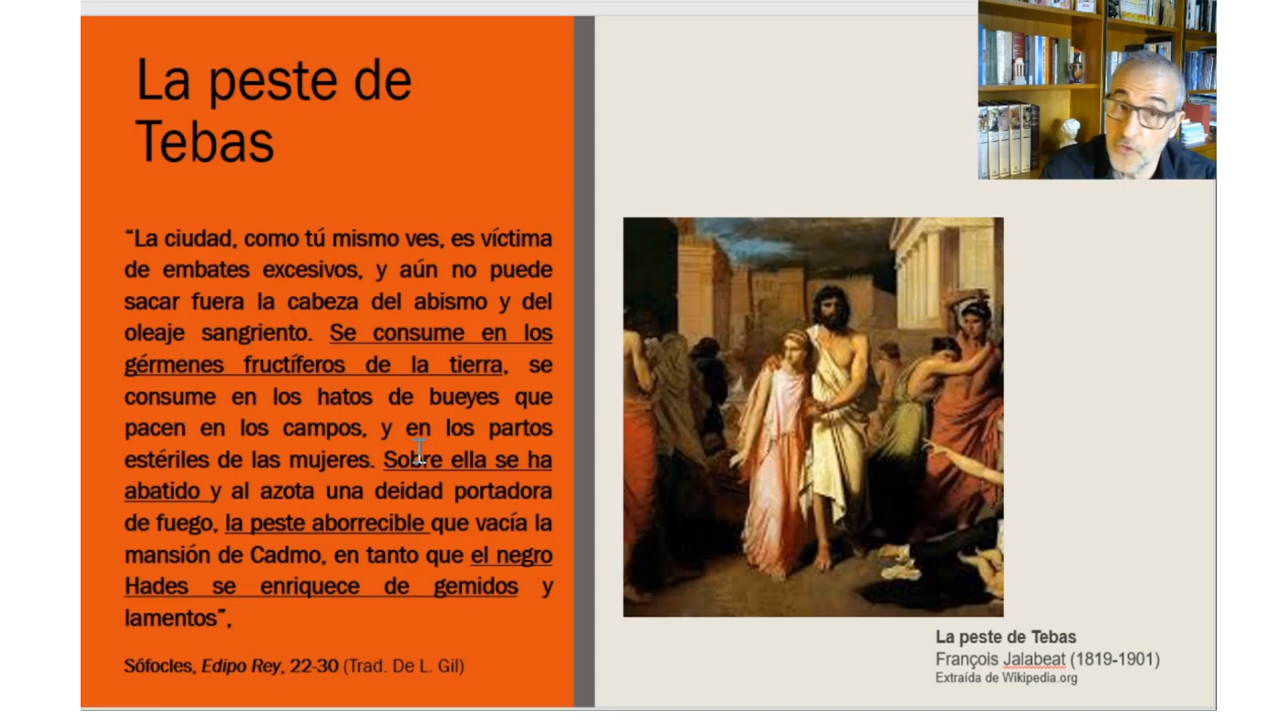 La peste de
Tebas
“La ciudad, como tú mismo ves, es víctima
de embates excesivos, y aún no puede
sacar fuera la cabeza del abismo y del
oleaje sangriento. Se consume en los
gérmenes fructíferos de la tierra, se
consume en los hatos de bueyes que
pacen en los campos, y en los partos
estériles de las mujeres. Sobre ella se ha
abatido y al azota una deidad portadora
de fuego, la peste aborrecible que vacía la
mansión de Cadmo, en tanto que el negro
Hades se enriquece de gemidos y
lamentos”,
Sófocles, Edipo Rey, 22-30 (Trad. De L. Gil)
La peste de Tebas
François Jalabeat (1819-1901)
Extraída de Wikipedia.org